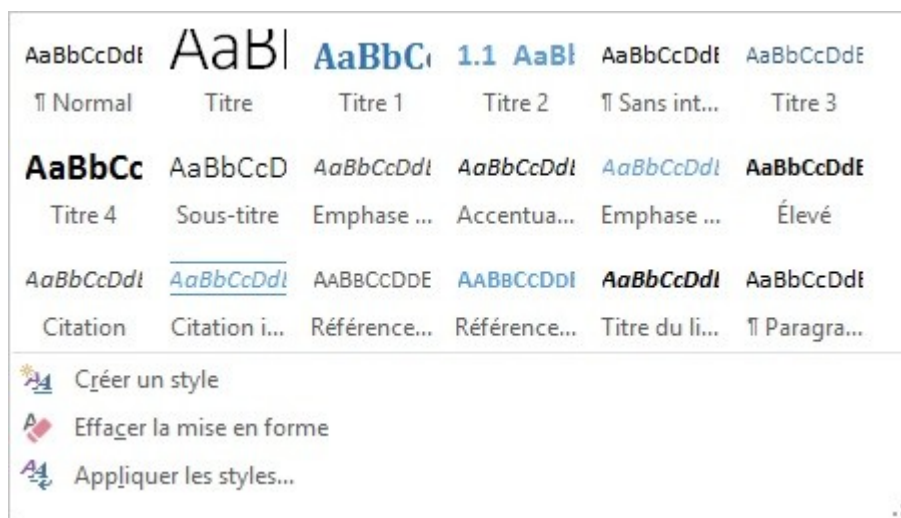 AaBbCcDdE AaBl AaBbC 1.1 AaBl AaBbCcDdE AaBbCcDdE
¶ Normal Titre Titre 1 Titre 2 ¶ Sans int... Titre 3
AaBbCc AaBbCcD AaBbCcDdE AaBbCcDdE AaBbCcDdE AaBbCcDdE
Titre 4 Sous-titre Emphase ... Accentua... Emphase ... Élevé
AaBbCcDdE AaBbCcDdE AABBCCDDE AABBCCDDE AaBbCcDdE AaBbCcDdE
Citation Citation i... Référence... Référence... Titre du li... ¶ Paragra...
Créer un style
Effacer la mise en forme
Appliquer les styles...